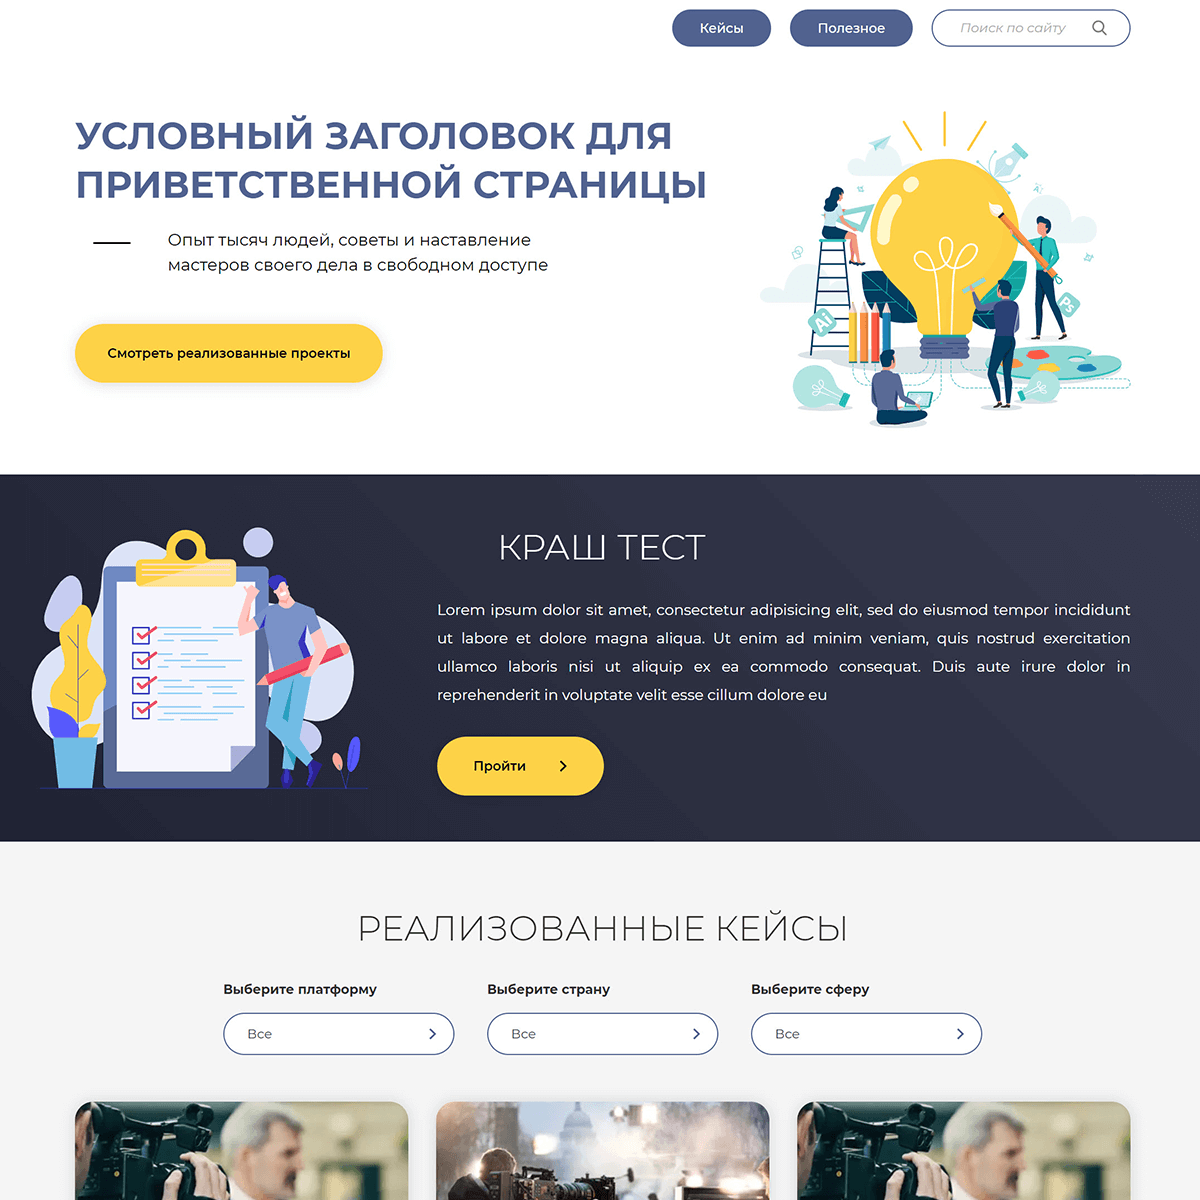 Кейсы
Полезное
Поиск по сайту
УСЛОВНЫЙ ЗАГОЛОВОК ДЛЯ
ПРИВЕТСТВЕННОЙ СТРАНИЦЫ
Опыт тысяч людей, советы и наставление
мастеров своего дела в свободном доступе
Смотреть реализованные проекты
Ai
Ps
Ai
Ps
КРАШ ТЕСТ
Lorem ipsum dolor sit amet, consectetur adipisicing elit, sed do eiusmod tempor incididunt
ut labore et dolore magna aliqua. Ut enim ad minim veniam, quis nostrud exercitation
ullamco laboris nisi ut aliquip ex ea commodo consequat. Duis aute irure dolor in
reprehenderit in voluptate velit esse cillum dolore eu
Пройти
РЕАЛИЗОВАННЫЕ КЕЙСЫ
Выберите платформу
Выберите страну
Выберите сферу
Все
Все
Все